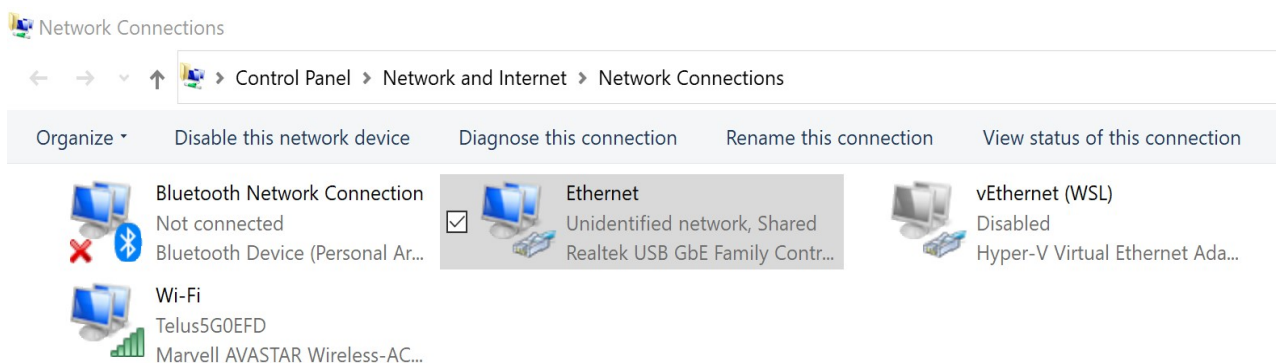 Network Connections
Control Panel > Network and Internet > Network Connections
Organize Disable this network device Diagnose this connection Rename this connection View status of this connection
Bluetooth Network Connection
Not connected
Bluetooth Device (Personal Ar...
Ethernet
Unidentified network, Shared
Realtek USB GbE Family Contr...
vEthernet (WSL)
Disabled
Hyper-V Virtual Ethernet Ada...
Wi-Fi
Telus5G0EFD
Marvell AVASTAR Wireless-AC...